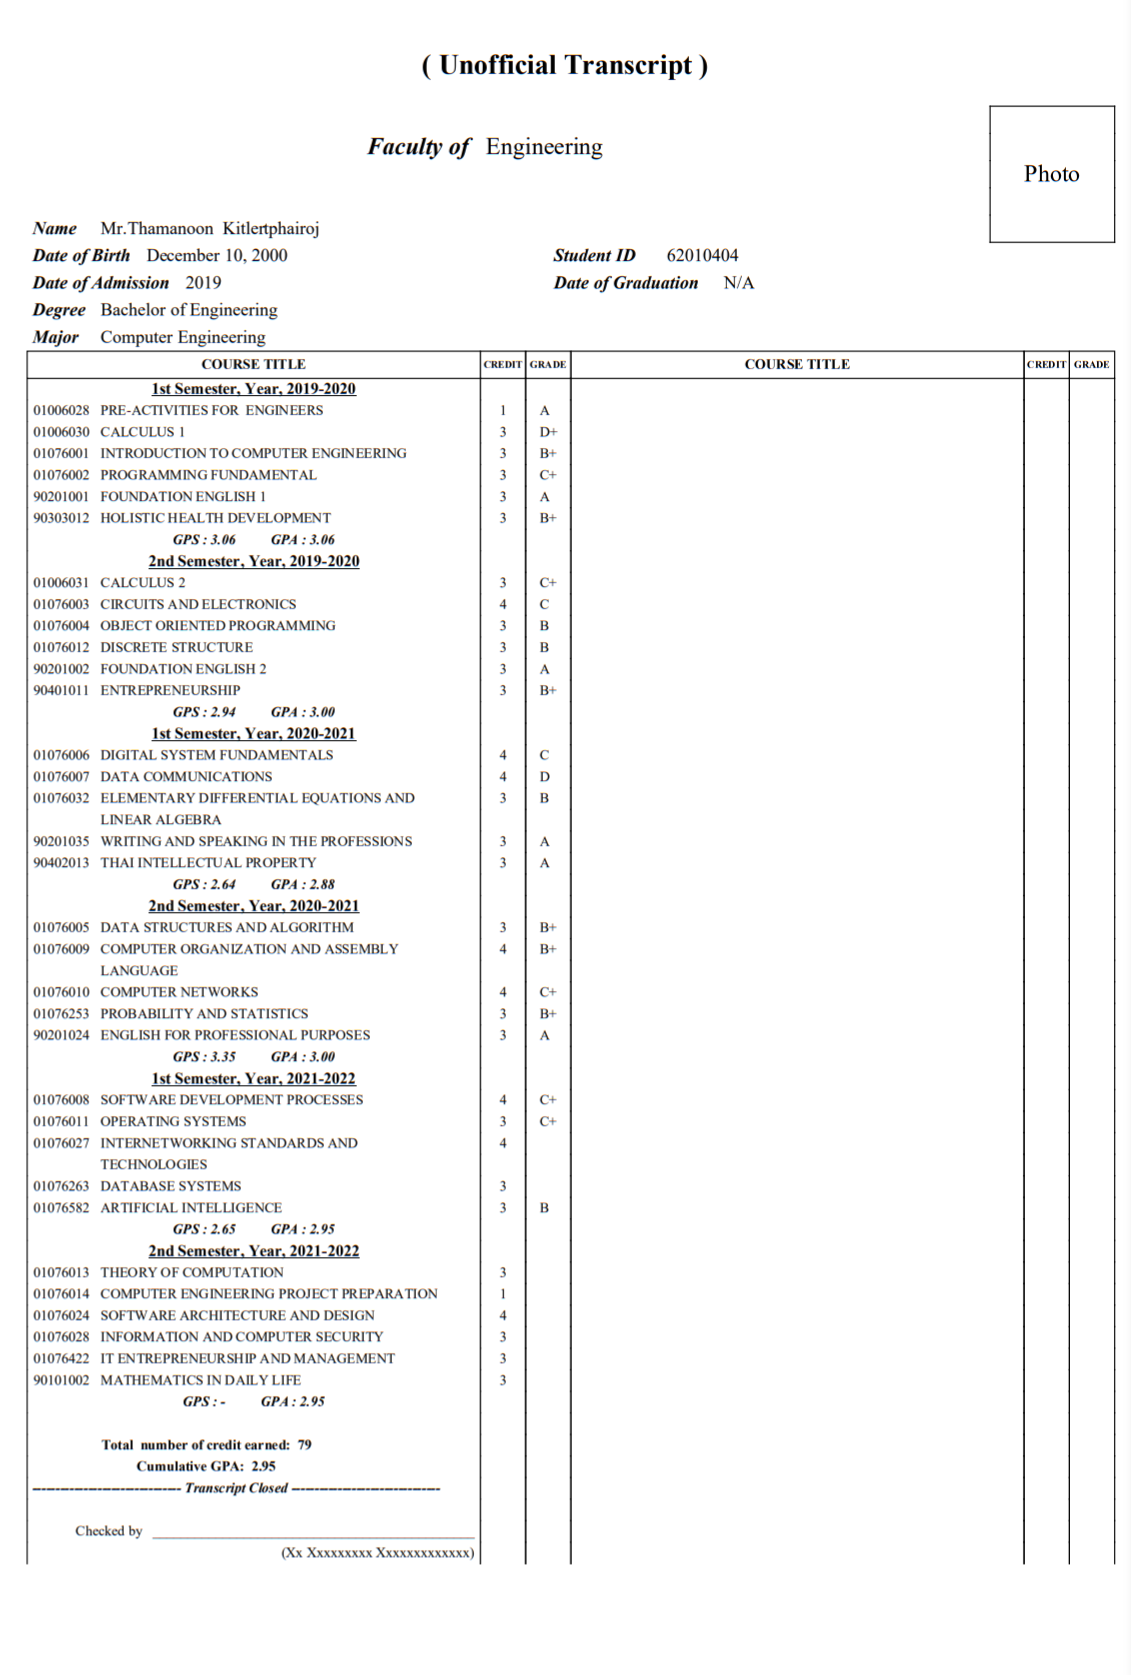 ( Unofficial Transcript )
Faculty of Engineering
Photo
Name Mr.Thamanoon Kitlertphairoj
Date of Birth December 10, 2000 Student ID 62010404
Date of Admission 2019 Date of Graduation N/A
Degree Bachelor of Engineering
Major Computer Engineering
COURSE TITLE CREDIT GRADE COURSE TITLE CREDIT GRADE
1st Semester, Year, 2019-2020
01006028 PRE-ACTIVITIES FOR ENGINEERS 1 A
01006030 CALCULUS 1 3 D+
01076001 INTRODUCTION TO COMPUTER ENGINEERING 3 B+
01076002 PROGRAMMING FUNDAMENTAL 3 C+
90201001 FOUNDATION ENGLISH 1 3 A
90303012 HOLISTIC HEALTH DEVELOPMENT 3 B+
GPS : 3.06 GPA : 3.06
2nd Semester, Year, 2019-2020
01006031 CALCULUS 2 3 C+
01076003 CIRCUITS AND ELECTRONICS 4 C
01076004 OBJECT ORIENTED PROGRAMMING 3 B
01076012 DISCRETE STRUCTURE 3 B
90201002 FOUNDATION ENGLISH 2 3 A
90401011 ENTREPRENEURSHIP 3 B+
GPS : 2.94 GPA : 3.00
1st Semester, Year, 2020-2021
01076006 DIGITAL SYSTEM FUNDAMENTALS 4 C
01076007 DATA COMMUNICATIONS 4 D
01076032 ELEMENTARY DIFFERENTIAL EQUATIONS AND 3 B
LINEAR ALGEBRA
90201035 WRITING AND SPEAKING IN THE PROFESSIONS 3 A
90402013 THAI INTELLECTUAL PROPERTY 3 A
GPS : 2.64 GPA : 2.88
2nd Semester, Year, 2020-2021
01076005 DATA STRUCTURES AND ALGORITHM 3 B+
01076009 COMPUTER ORGANIZATION AND ASSEMBLY 4 B+
LANGUAGE
01076010 COMPUTER NETWORKS 4 C+
01076253 PROBABILITY AND STATISTICS 3 B+
90201024 ENGLISH FOR PROFESSIONAL PURPOSES 3 A
GPS : 3.35 GPA : 3.00
1st Semester, Year, 2021-2022
01076008 SOFTWARE DEVELOPMENT PROCESSES 4 C+
01076011 OPERATING SYSTEMS 3 C+
01076027 INTERNETWORKING STANDARDS AND 4
TECHNOLOGIES
01076263 DATABASE SYSTEMS 3
01076582 ARTIFICIAL INTELLIGENCE 3 B
GPS : 2.65 GPA : 2.95
2nd Semester, Year, 2021-2022
01076013 THEORY OF COMPUTATION 3
01076014 COMPUTER ENGINEERING PROJECT PREPARATION 1
01076024 SOFTWARE ARCHITECTURE AND DESIGN 4
01076028 INFORMATION AND COMPUTER SECURITY 3
01076422 IT ENTREPRENEURSHIP AND MANAGEMENT 3
90101002 MATHEMATICS IN DAILY LIFE 3
GPS : - GPA : 2.95
Total number of credit earned: 79
Cumulative GPA: 2.95
---------------------------- Transcript Closed ----------------------------
Checked by ____________________
(Xx Xxxxxxxxx Xxxxxxxxxxxxx)